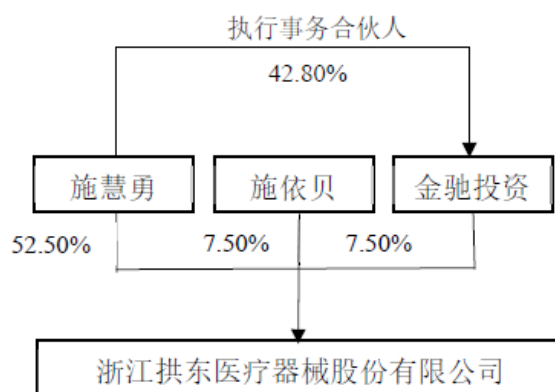 执行事务合伙人
42.80%
施慧勇
施依贝
金驰投资
52.50%
7.50%
7.50%
浙江拱东医疗器械股份有限公司